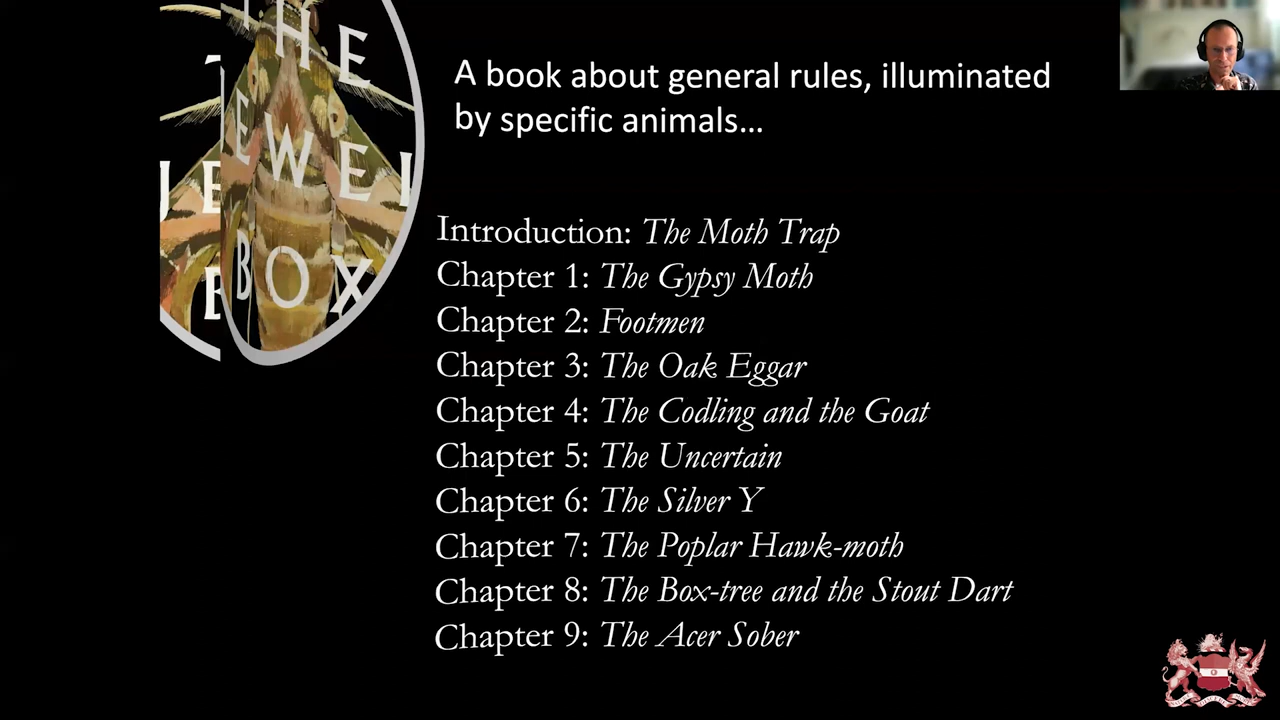 THE
JEWEL
BOX
A book about general rules, illuminated
by specific animals…
Introduction: The Moth Trap
Chapter 1: The Gypsy Moth
Chapter 2: Footmen
Chapter 3: The Oak Eggar
Chapter 4: The Codling and the Goat
Chapter 5: The Uncertain
Chapter 6: The Silver Y
Chapter 7: The Poplar Hawk-moth
Chapter 8: The Box-tree and the Stout Dart
Chapter 9: The Acer Sober